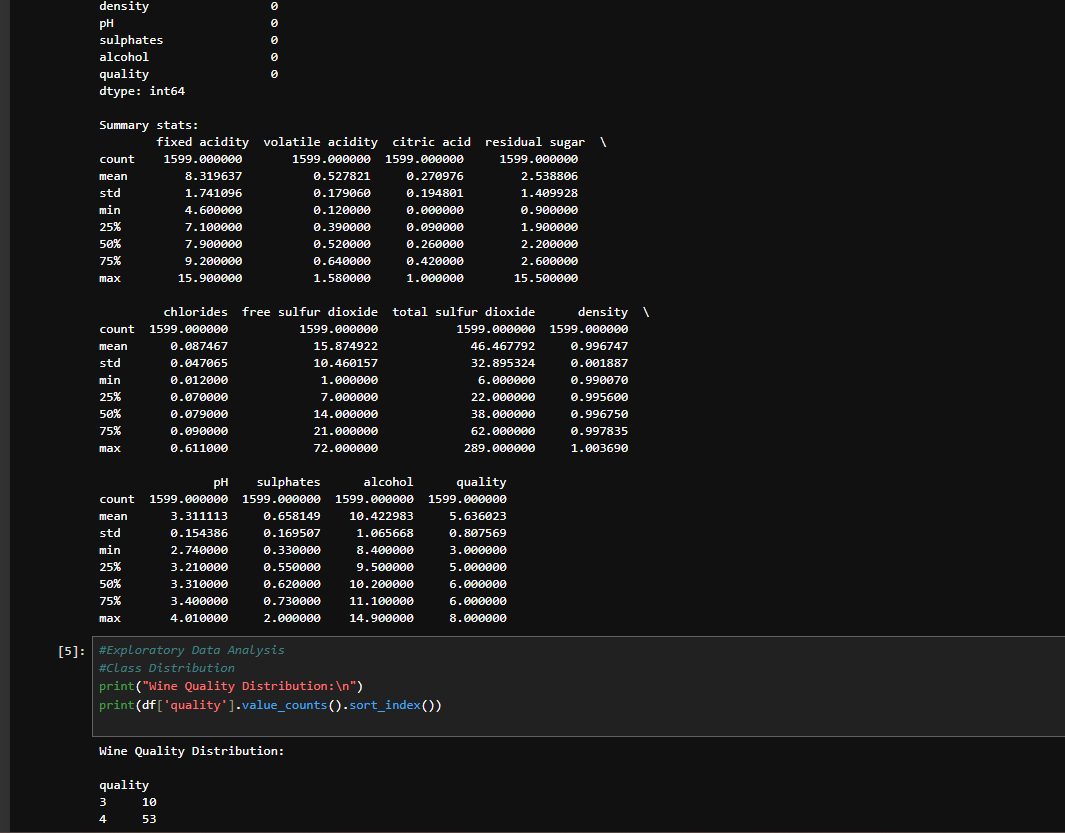 density                   0
pH                        0
sulphates                 0
alcohol                   0
quality                   0
dtype: int64
Summary stats:
        fixed acidity  volatile acidity  citric acid  residual sugar  \
count    1599.000000       1599.000000  1599.000000     1599.000000
mean        8.319637          0.527821     0.270976        2.538806
std         1.741096          0.179060     0.194801        1.409928
min         4.600000          0.120000     0.000000        0.900000
25%         7.100000          0.390000     0.090000        1.900000
50%         7.900000          0.520000     0.260000        2.200000
75%         9.200000          0.640000     0.420000        2.600000
max        15.900000          1.580000     1.000000       15.500000
         chlorides  free sulfur dioxide  total sulfur dioxide      density  \
count  1599.000000          1599.000000           1599.000000  1599.000000
mean      0.087467            15.874922             46.467792     0.996747
std       0.047065            10.460157             32.895324     0.001887
min       0.012000             1.000000              6.000000     0.990070
25%       0.070000             7.000000             22.000000     0.995600
50%       0.079000            14.000000             38.000000     0.996750
75%       0.090000            21.000000             62.000000     0.997835
max       0.611000            72.000000            289.000000     1.003690
                pH    sulphates      alcohol      quality
count  1599.000000  1599.000000  1599.000000  1599.000000
mean      3.311113     0.658149    10.422983     5.636023
std       0.154386     0.169507     1.065668     0.807569
min       2.740000     0.330000     8.400000     3.000000
25%       3.210000     0.550000     9.500000     5.000000
50%       3.310000     0.620000    10.200000     6.000000
75%       3.400000     0.730000    11.100000     6.000000
max       4.010000     2.000000    14.900000     8.000000
[5]: #Exploratory Data Analysis
#Class Distribution
print("Wine Quality Distribution:\n")
print(df['quality'].value_counts().sort_index())
Wine Quality Distribution:
quality
3     10
4     53